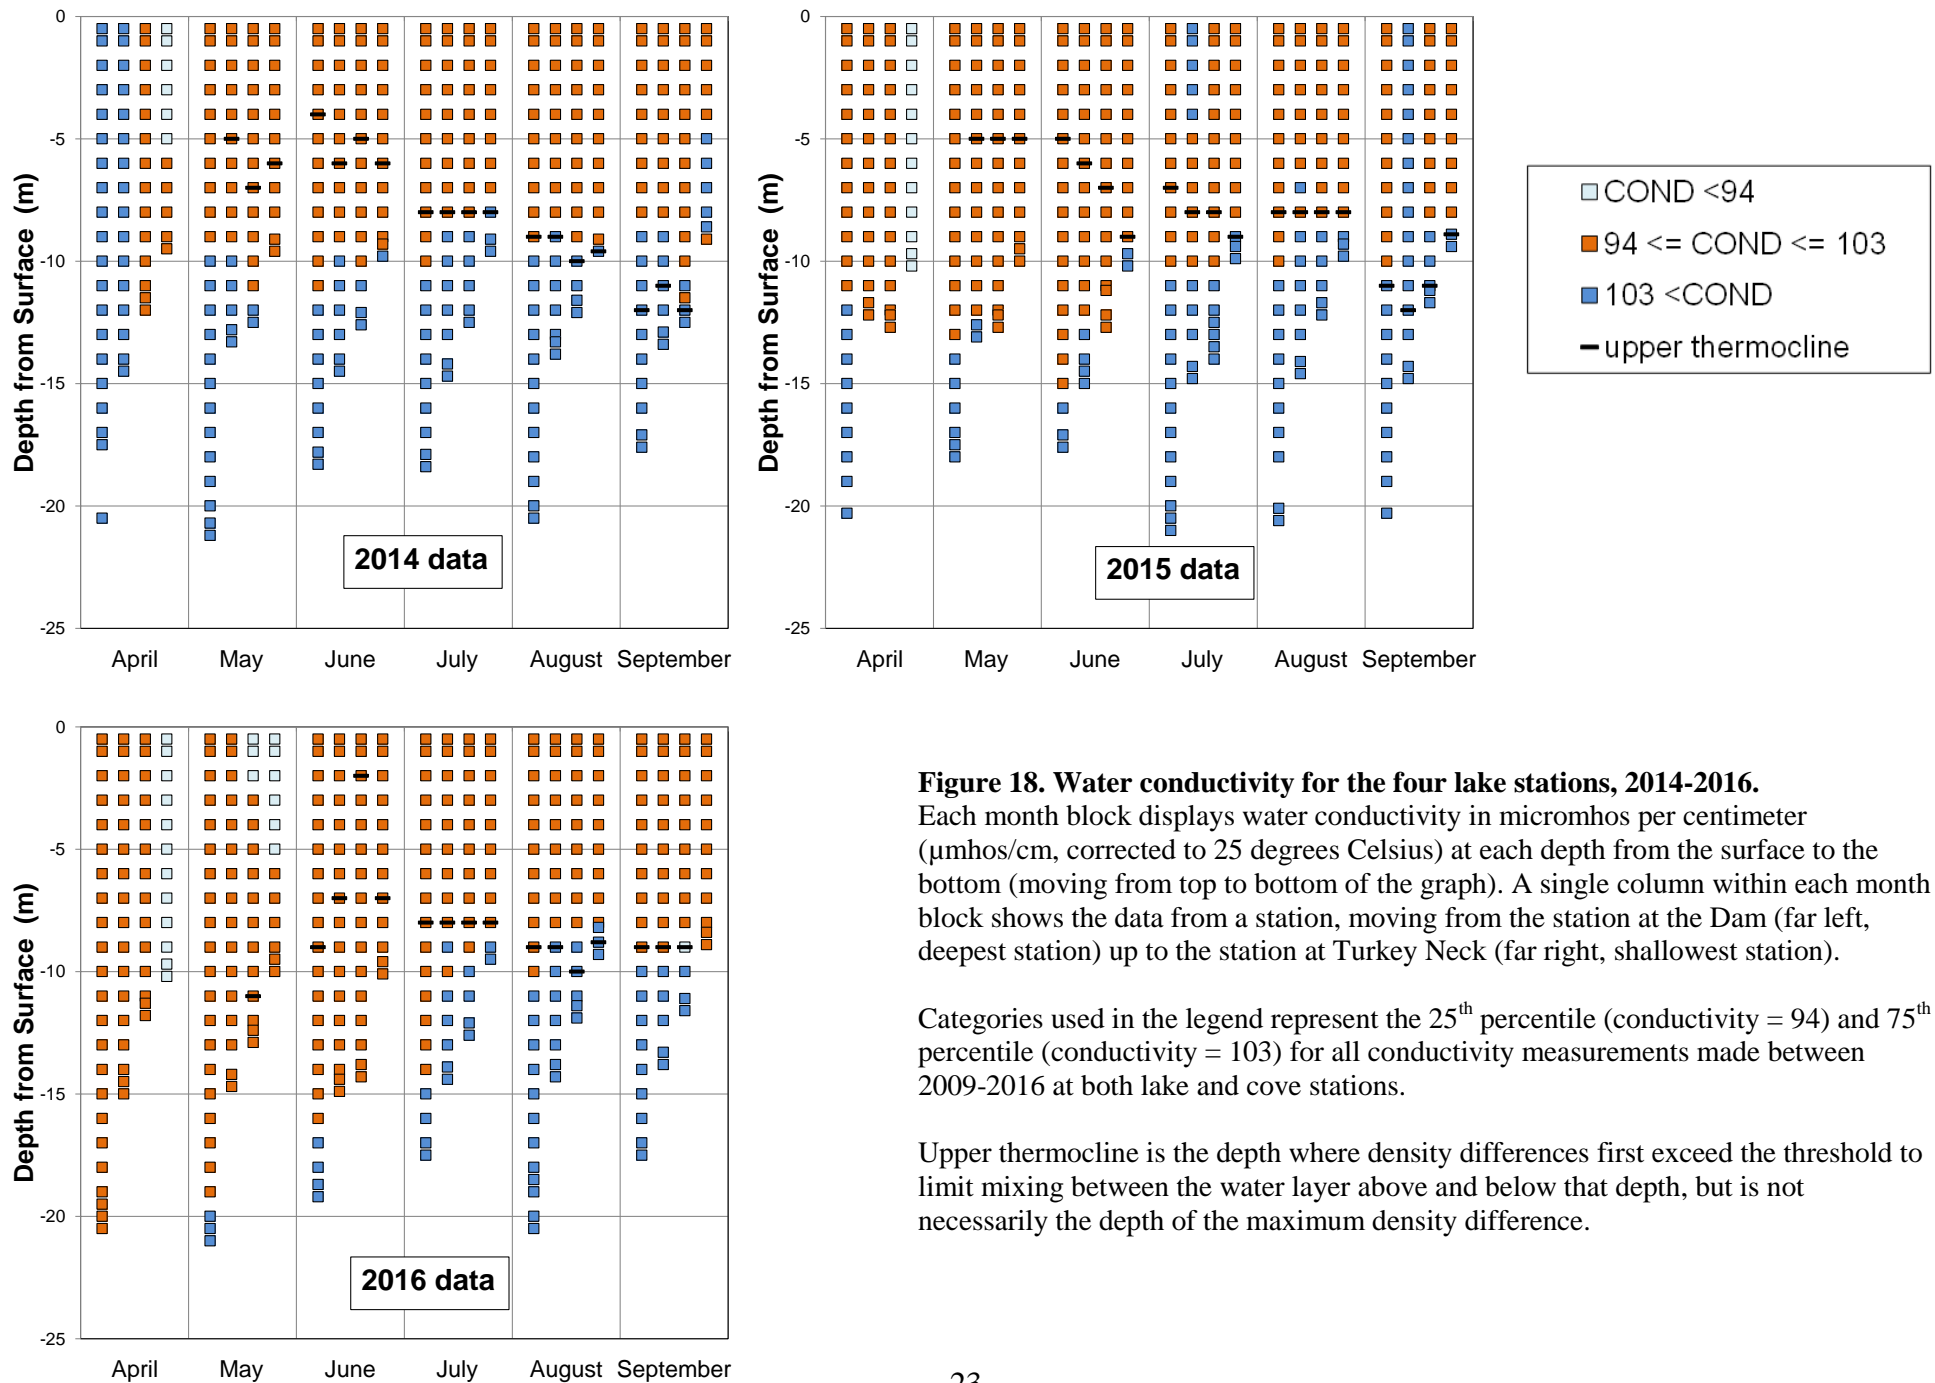 0
-5
-10
-15
-20
-25
Depth from Surface (m)
2014 data
April May June July August September
0
-5
-10
-15
-20
-25
Depth from Surface (m)
2015 data
April May June July August September
COND <94
94 <= COND <= 103
103 <COND
upper thermocline
0
-5
-10
-15
-20
-25
Depth from Surface (m)
2016 data
April May June July August September
Figure 18. Water conductivity for the four lake stations, 2014-2016.
Each month block displays water conductivity in micromhos per centimeter
(µmhos/cm, corrected to 25 degrees Celsius) at each depth from the surface to the
bottom (moving from top to bottom of the graph). A single column within each month
block shows the data from a station, moving from the station at the Dam (far left,
deepest station) up to the station at Turkey Neck (far right, shallowest station).
Categories used in the legend represent the 25th percentile (conductivity = 94) and 75th
percentile (conductivity = 103) for all conductivity measurements made between
2009-2016 at both lake and cove stations.
Upper thermocline is the depth where density differences first exceed the threshold to
limit mixing between the water layer above and below that depth, but is not
necessarily the depth of the maximum density difference.
23